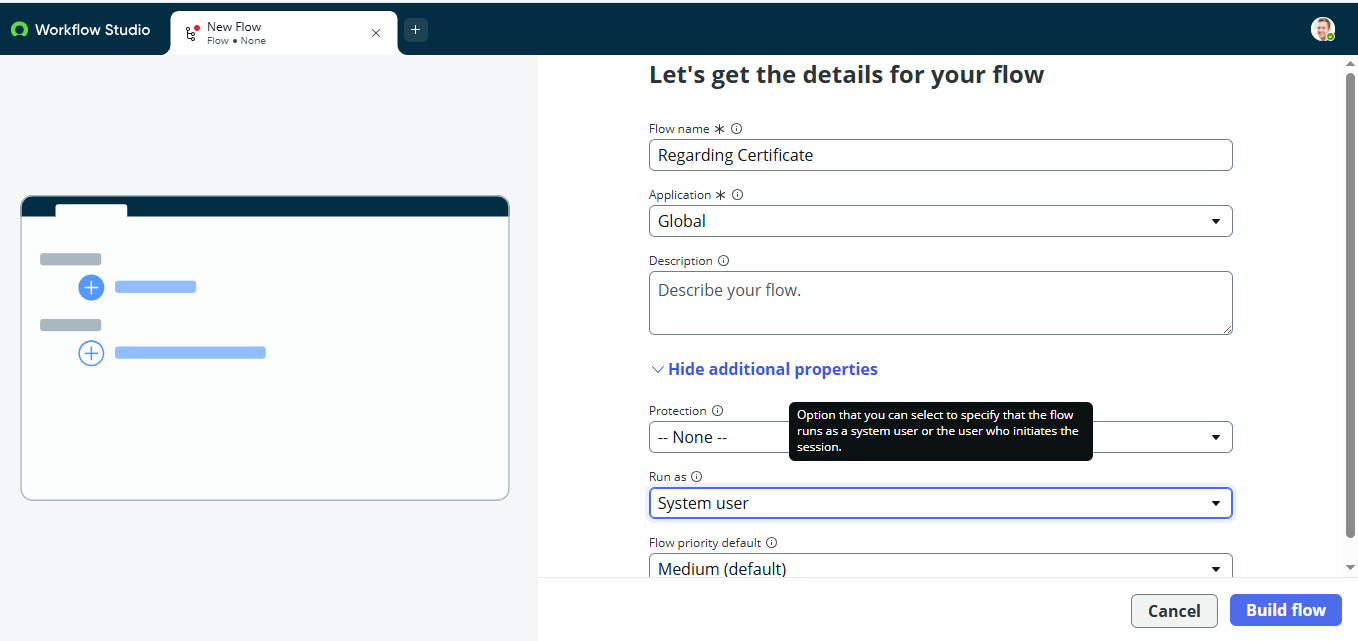 Workflow Studio
New Flow
Flow • None
Let's get the details for your flow
Flow name *
Regarding Certificate
Application *
Global
Description
Describe your flow.
Hide additional properties
Protection
-- None --
Option that you can select to specify that the flow
runs as a system user or the user who initiates the
session.
Run as
System user
Flow priority default
Medium (default)
Cancel
Build flow